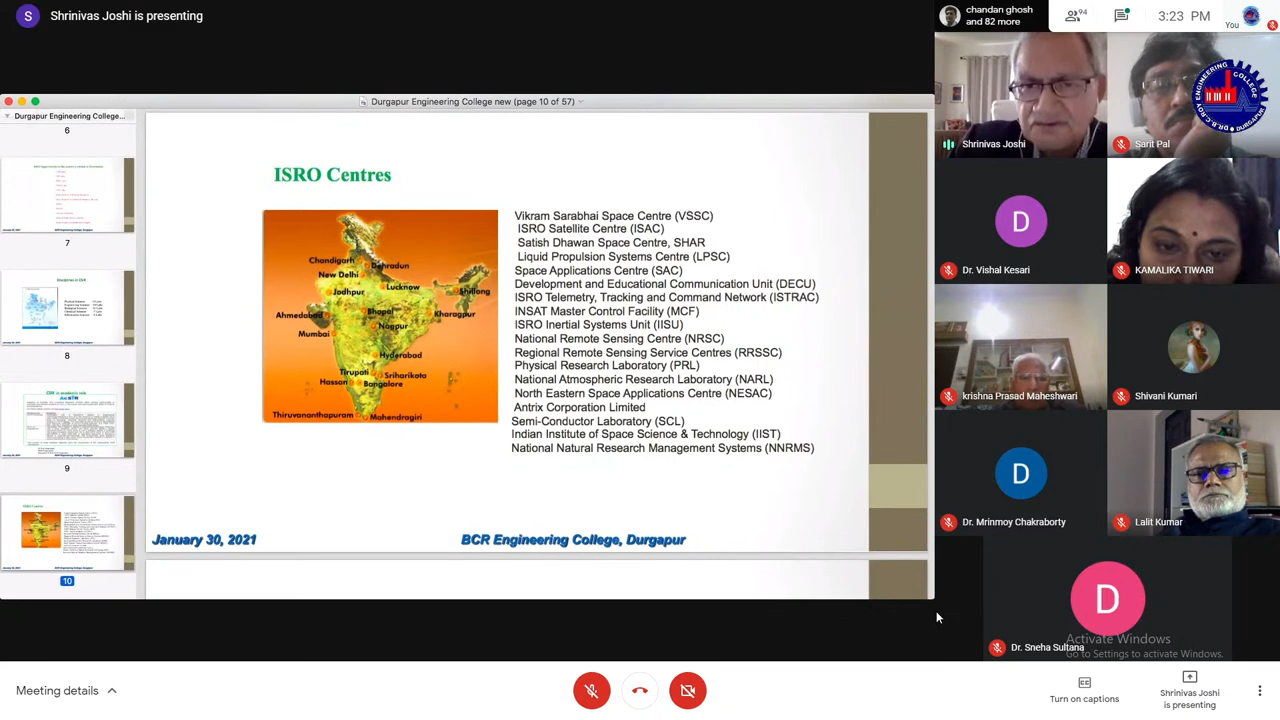 S Shrinivas Joshi is presenting
chandan ghosh
and 82 more
94
3:23 PM
You
Durgapur Engineering College new (page 10 of 57)
Durgapur Engineering College...
6
7
8
9
10
ISRO Centres
Chandigarh
Dehradun
New Delhi
Lucknow
Jodhpur
Shillong
Ahmedabad
Bhopal
Kharagpur
Nagpur
Mumbai
Hyderabad
Tirupati
Sriharikota
Hassan
Bangalore
Thiruvananthapuram
Mahendragiri
Vikram Sarabhai Space Centre (VSSC)
ISRO Satellite Centre (ISAC)
Satish Dhawan Space Centre, SHAR
Liquid Propulsion Systems Centre (LPSC)
Space Applications Centre (SAC)
Development and Educational Communication Unit (DECU)
ISRO Telemetry, Tracking and Command Network (ISTRAC)
INSAT Master Control Facility (MCF)
ISRO Inertial Systems Unit (IISU)
National Remote Sensing Centre (NRSC)
Regional Remote Sensing Service Centres (RRSSC)
Physical Research Laboratory (PRL)
National Atmospheric Research Laboratory (NARL)
North Eastern Space Applications Centre (NESAC)
Antrix Corporation Limited
Semi-Conductor Laboratory (SCL)
Indian Institute of Space Science & Technology (IIST)
National Natural Research Management Systems (NNRMS)
January 30, 2021
BCR Engineering College, Durgapur
Shrinivas Joshi
Sarit Pal
DR. B.C. ROY ENGINEERING COLLEGE DURGAPUR
D
Dr. Vishal Kesari
KAMALIKA TIWARI
krishna Prasad Maheshwari
Shivani Kumari
D
Dr. Mrinmoy Chakraborty
Lalit Kumar
D
Dr. Sneha Sultana
Activate Windows
Go to Settings to activate Windows.
Meeting details
CC
Turn on captions
Shrinivas Joshi
is presenting